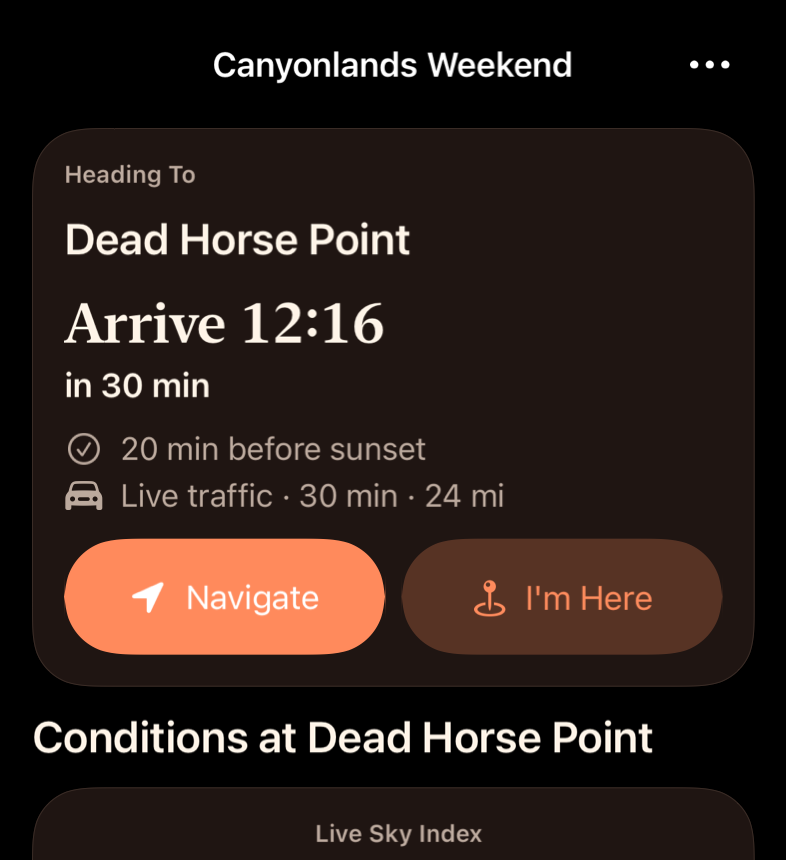 Canyonlands Weekend
Heading To
Dead Horse Point
Arrive 12:16
in 30 min
20 min before sunset
Live traffic · 30 min · 24 mi
Navigate
I'm Here
Conditions at Dead Horse Point
Live Sky Index